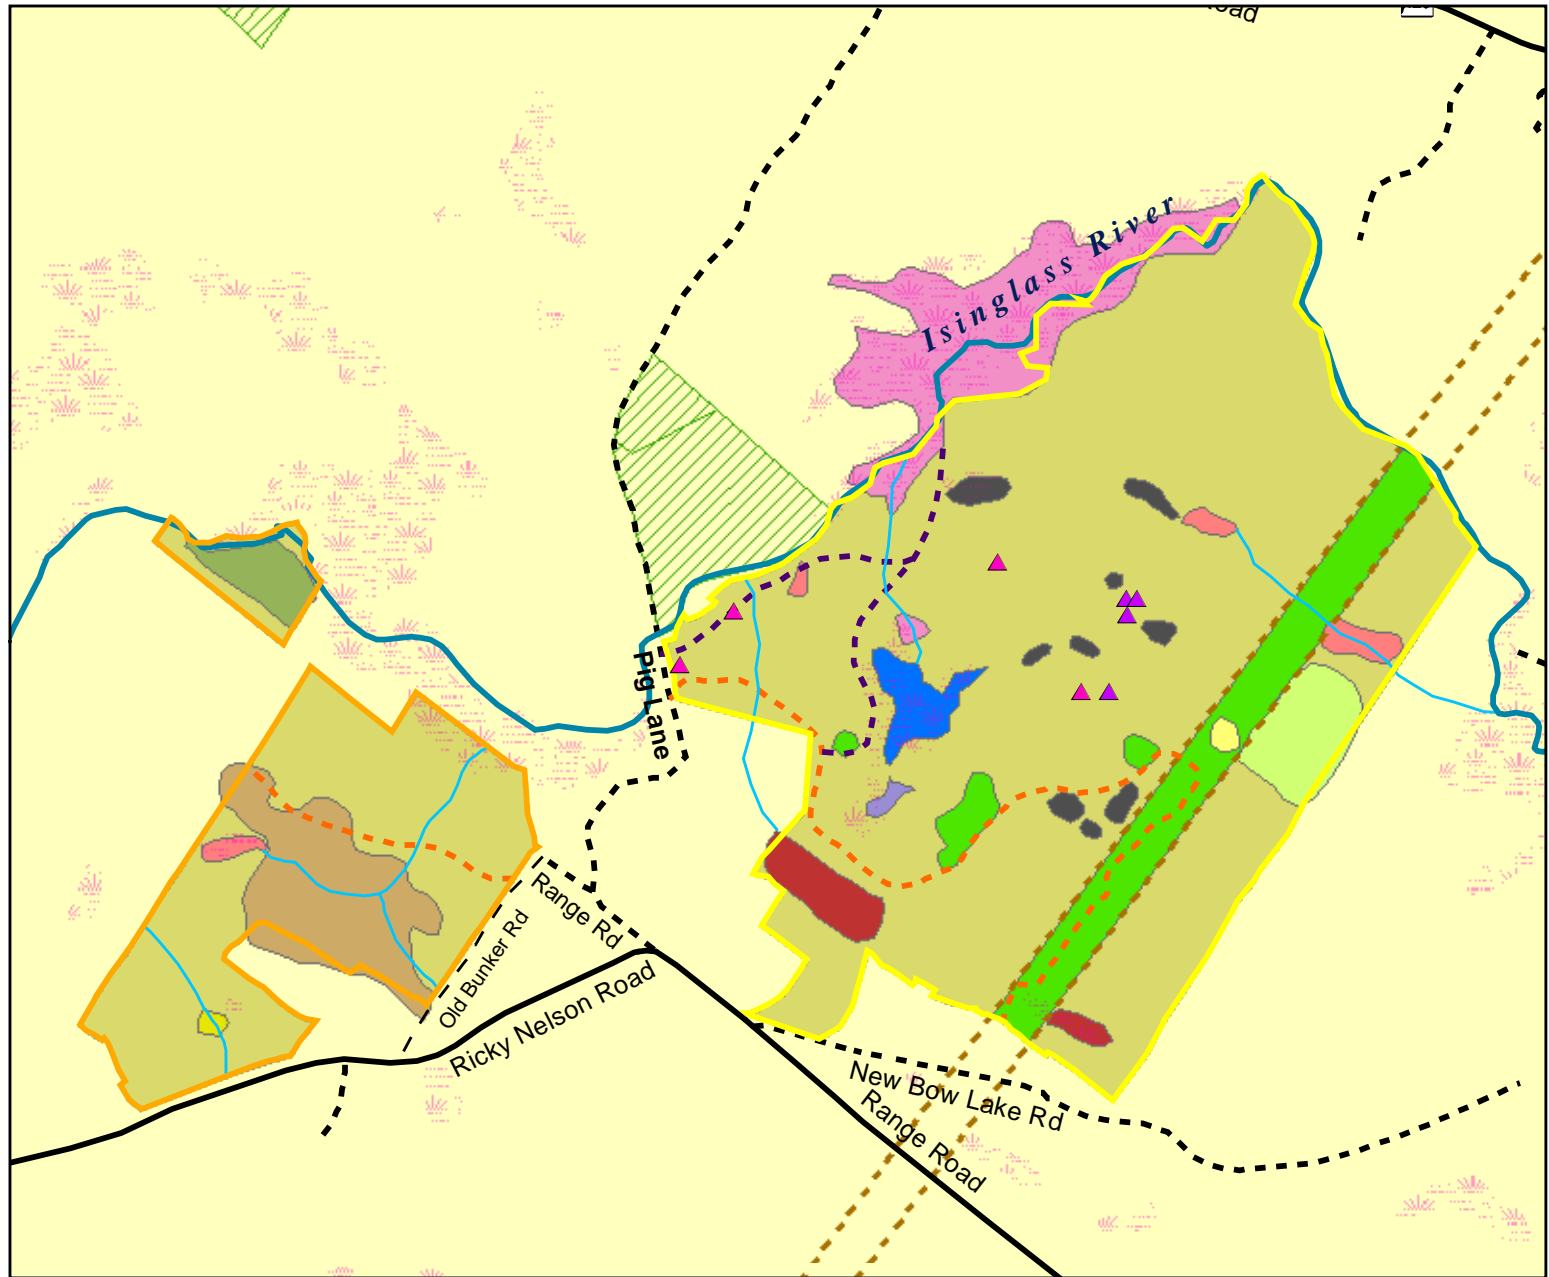 Isinglass River
Pig Lane
Range Rd
Old Bunker Rd
Ricky Nelson Road
New Bow Lake Rd
Range Road